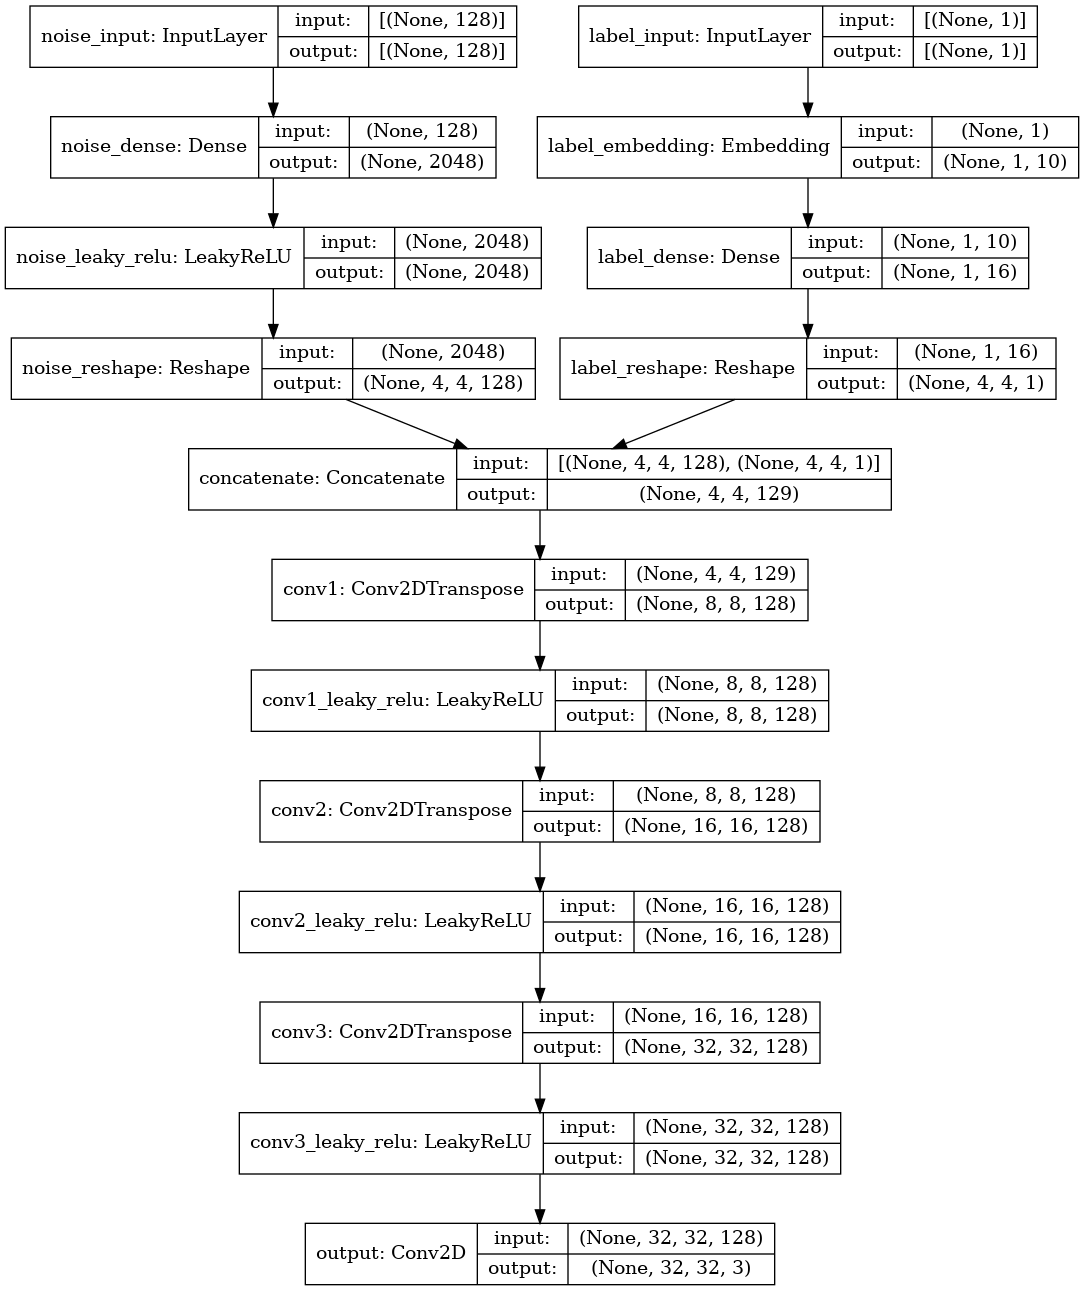 noise_input: InputLayer
input:
[(None, 128)]
output:
[(None, 128)]
label_input: InputLayer
input:
[(None, 1)]
output:
[(None, 1)]
noise_dense: Dense
input:
(None, 128)
output:
(None, 2048)
label_embedding: Embedding
input:
(None, 1)
output:
(None, 1, 10)
noise_leaky_relu: LeakyReLU
input:
(None, 2048)
output:
(None, 2048)
label_dense: Dense
input:
(None, 1, 10)
output:
(None, 1, 16)
noise_reshape: Reshape
input:
(None, 2048)
output:
(None, 4, 4, 128)
label_reshape: Reshape
input:
(None, 1, 16)
output:
(None, 4, 4, 1)
concatenate: Concatenate
input:
[(None, 4, 4, 128), (None, 4, 4, 1)]
output:
(None, 4, 4, 129)
conv1: Conv2DTranspose
input:
(None, 4, 4, 129)
output:
(None, 8, 8, 128)
conv1_leaky_relu: LeakyReLU
input:
(None, 8, 8, 128)
output:
(None, 8, 8, 128)
conv2: Conv2DTranspose
input:
(None, 8, 8, 128)
output:
(None, 16, 16, 128)
conv2_leaky_relu: LeakyReLU
input:
(None, 16, 16, 128)
output:
(None, 16, 16, 128)
conv3: Conv2DTranspose
input:
(None, 16, 16, 128)
output:
(None, 32, 32, 128)
conv3_leaky_relu: LeakyReLU
input:
(None, 32, 32, 128)
output:
(None, 32, 32, 128)
output: Conv2D
input:
(None, 32, 32, 128)
output:
(None, 32, 32, 3)